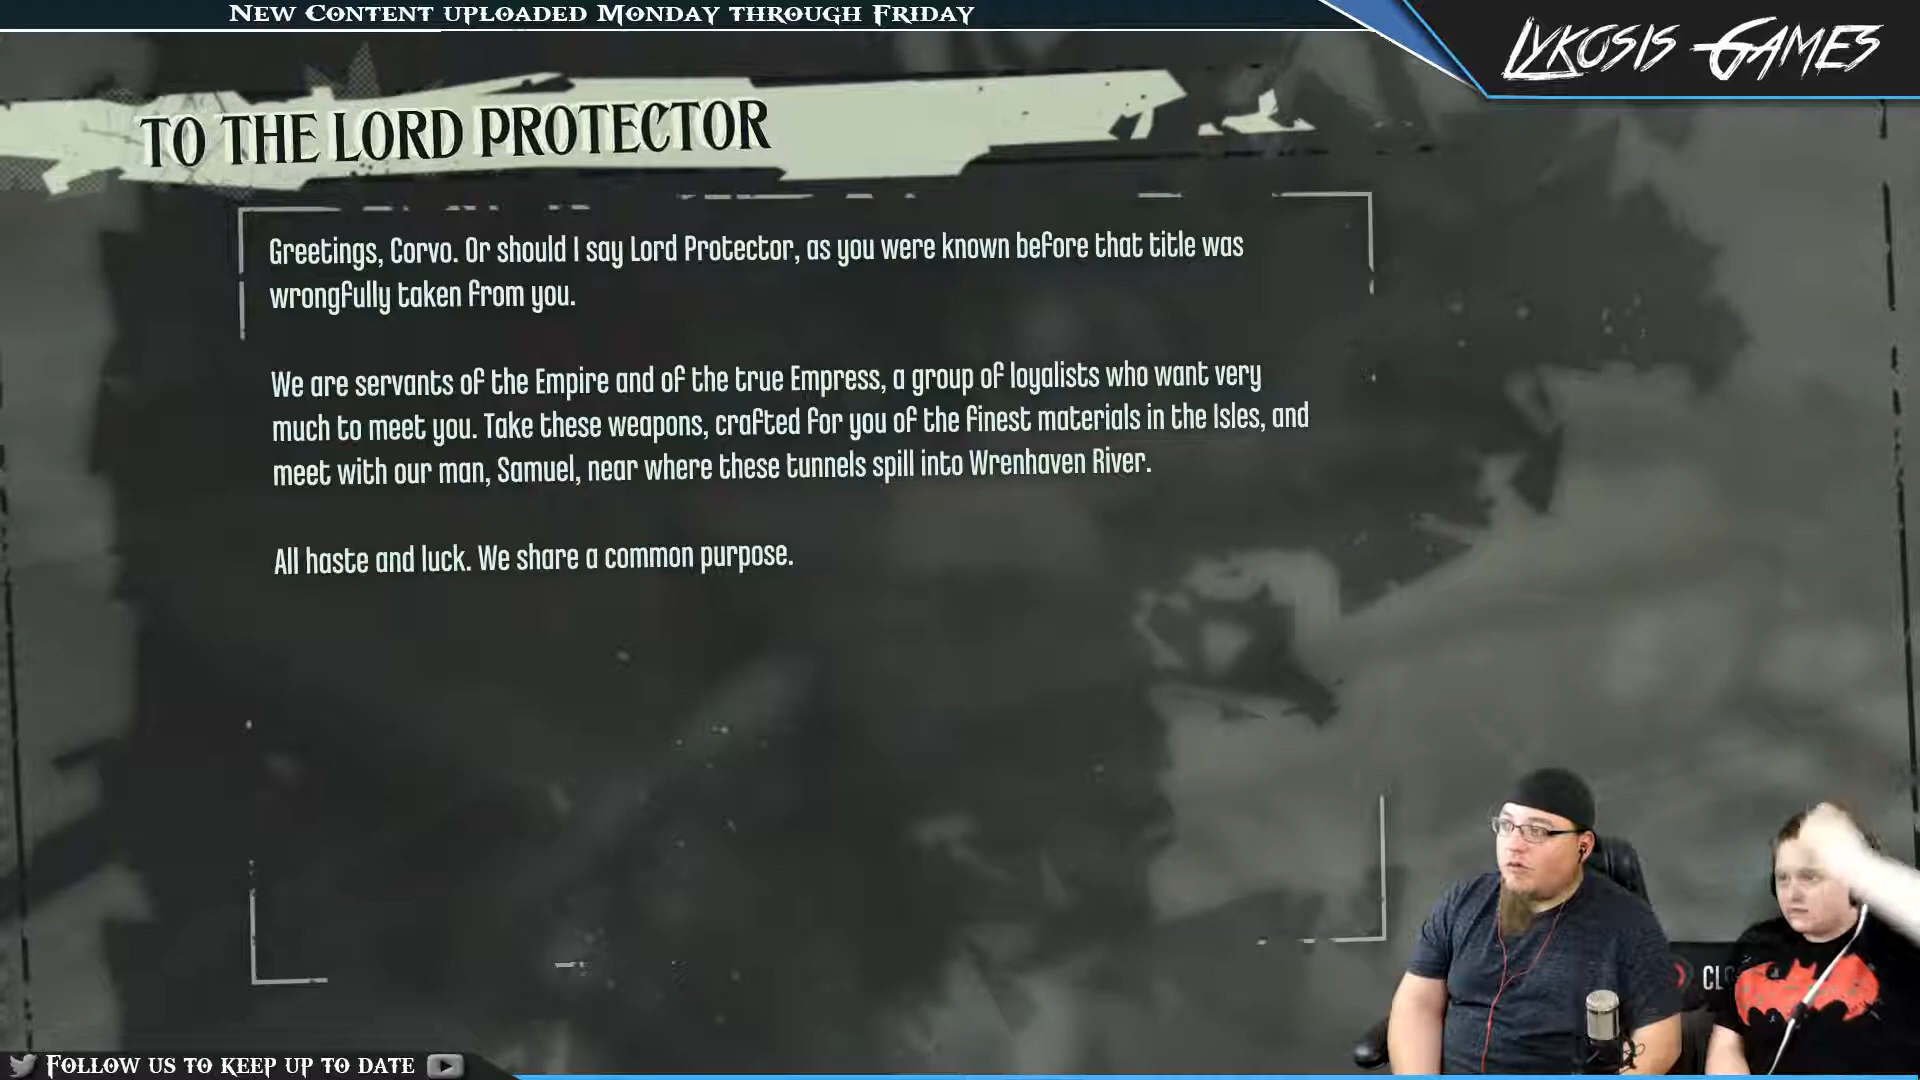 New Content uploaded Monday through Friday
Lykosis Games
TO THE LORD PROTECTOR
Greetings, Corvo. Or should I say Lord Protector, as you were known before that title was
wrongfully taken from you.
We are servants of the Empire and of the true Empress, a group of loyalists who want very
much to meet you. Take these weapons, crafted for you of the finest materials in the Isles, and
meet with our man, Samuel, near where these tunnels spill into Wrenhaven River.
All haste and luck. We share a common purpose.
Follow us to keep up to date